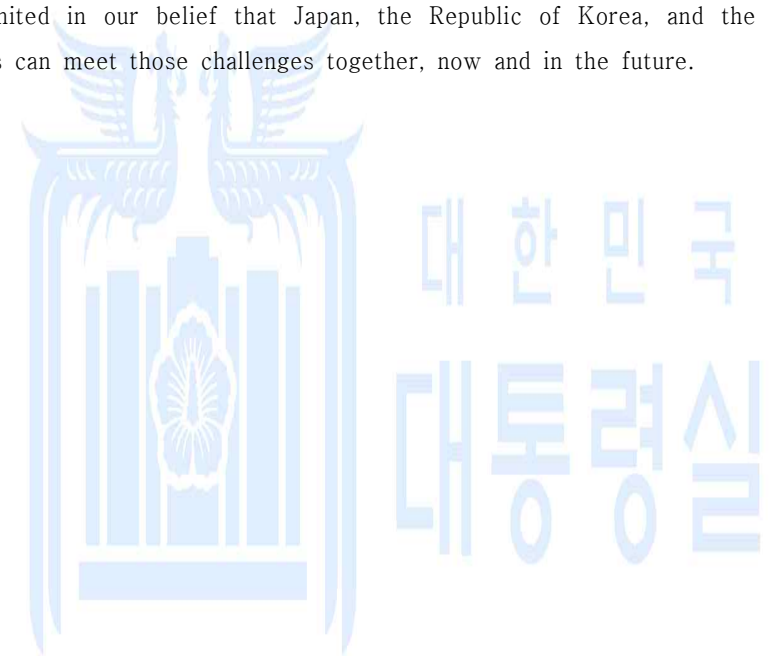 in our belief that Japan, the Republic of Korea, and the
can meet those challenges together, now and in the future.
대한민국
대통령실